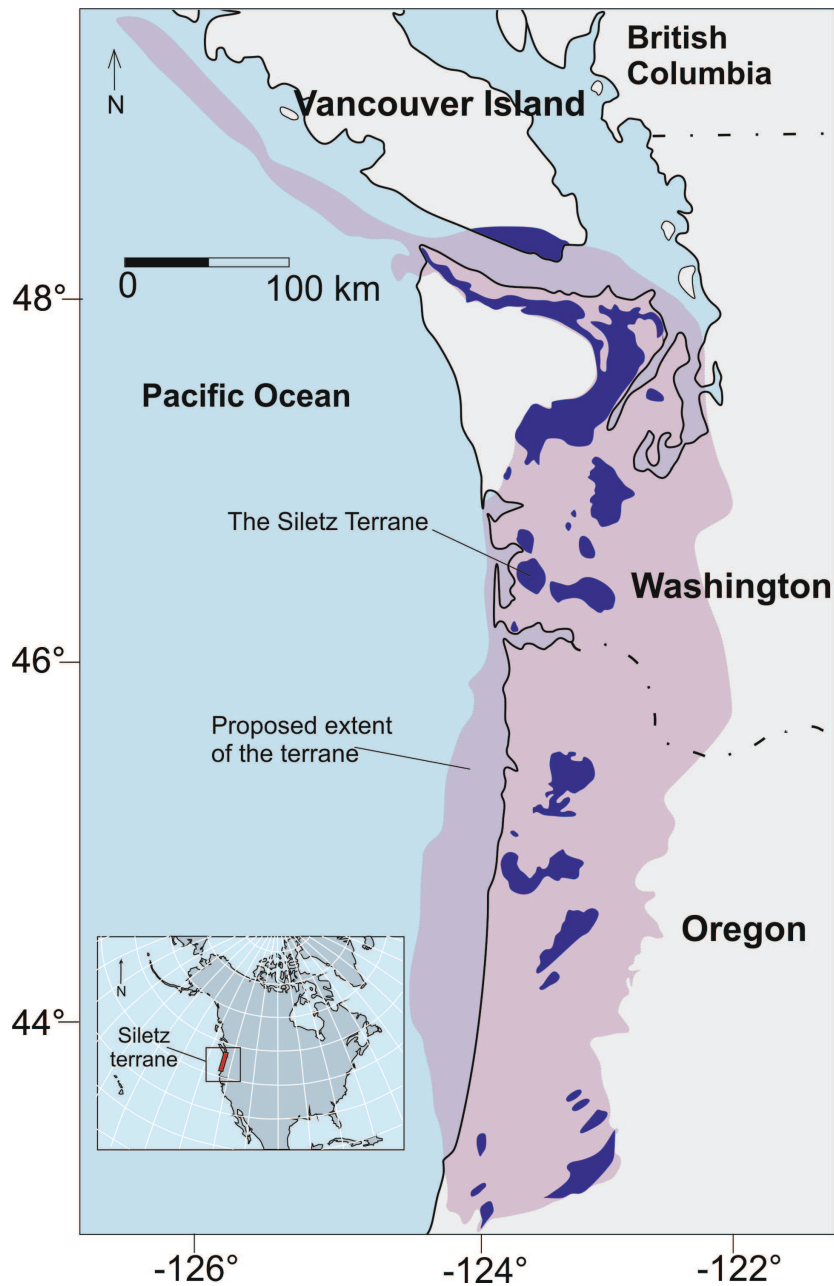 British
Columbia
N
Vancouver Island
0 100 km
48°
Pacific Ocean
The Siletz Terrane
Washington
46°
Proposed extent
of the terrane
Oregon
N
44°
Siletz
terrane
-126° -124° -122°